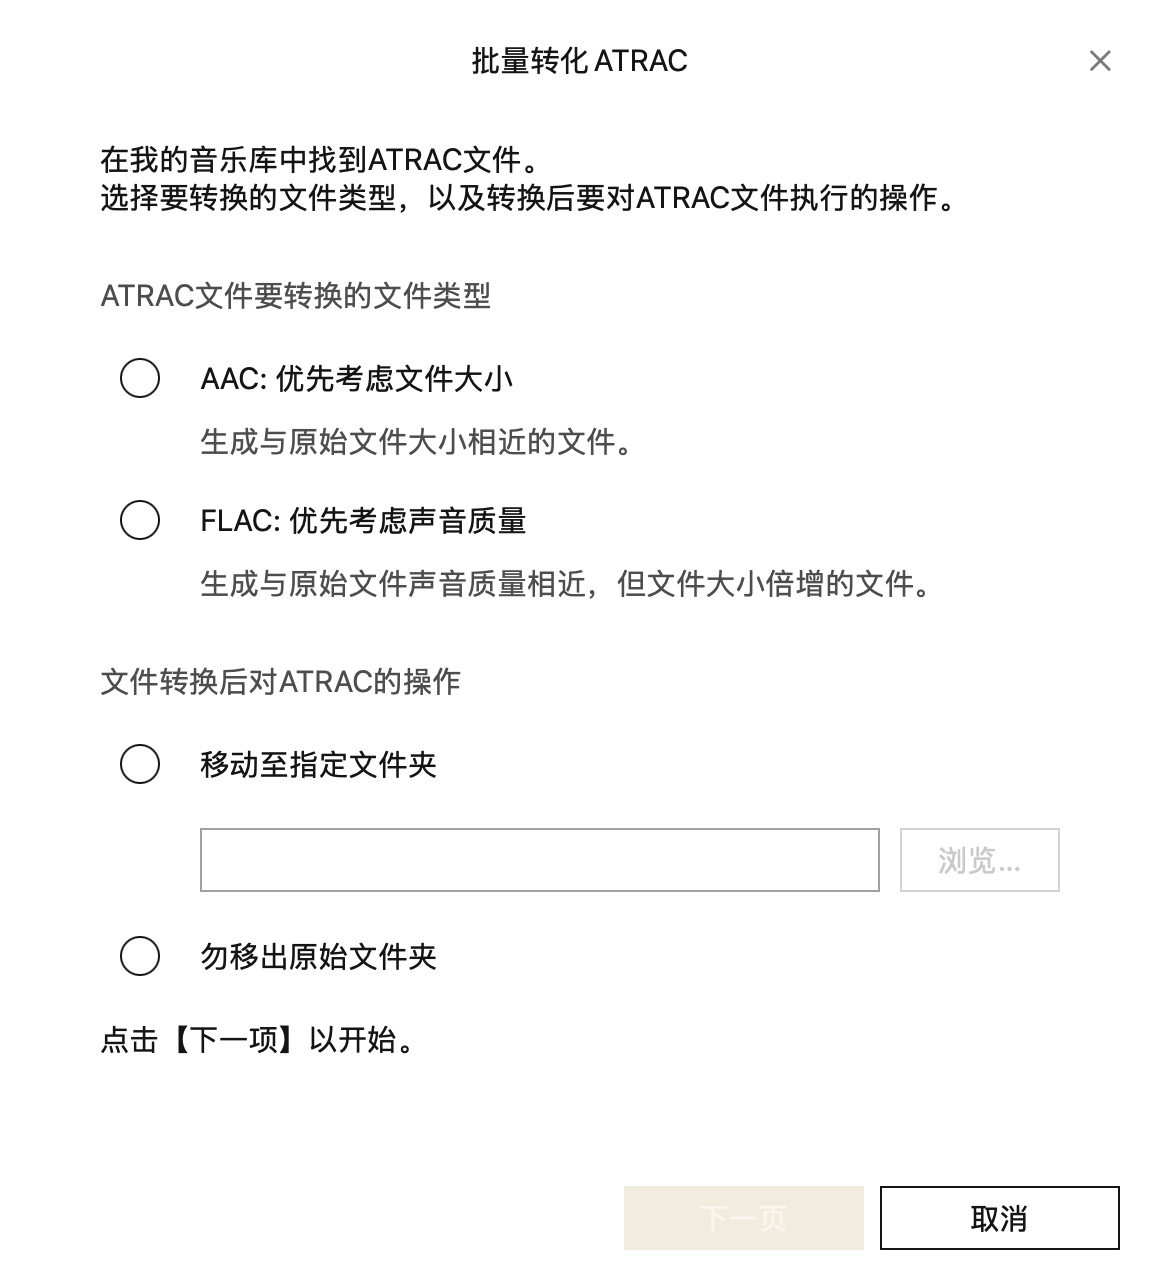 批量转化 ATRAC
在我的音乐库中找到ATRAC文件。
选择要转换的文件类型，以及转换后要对ATRAC文件执行的操作。
ATRAC文件要转换的文件类型
AAC: 优先考虑文件大小
生成与原始文件大小相近的文件。
FLAC: 优先考虑声音质量
生成与原始文件声音质量相近，但文件大小倍增的文件。
文件转换后对ATRAC的操作
移动至指定文件夹
浏览...
勿移出原始文件夹
点击【下一项】以开始。
下一页
取消